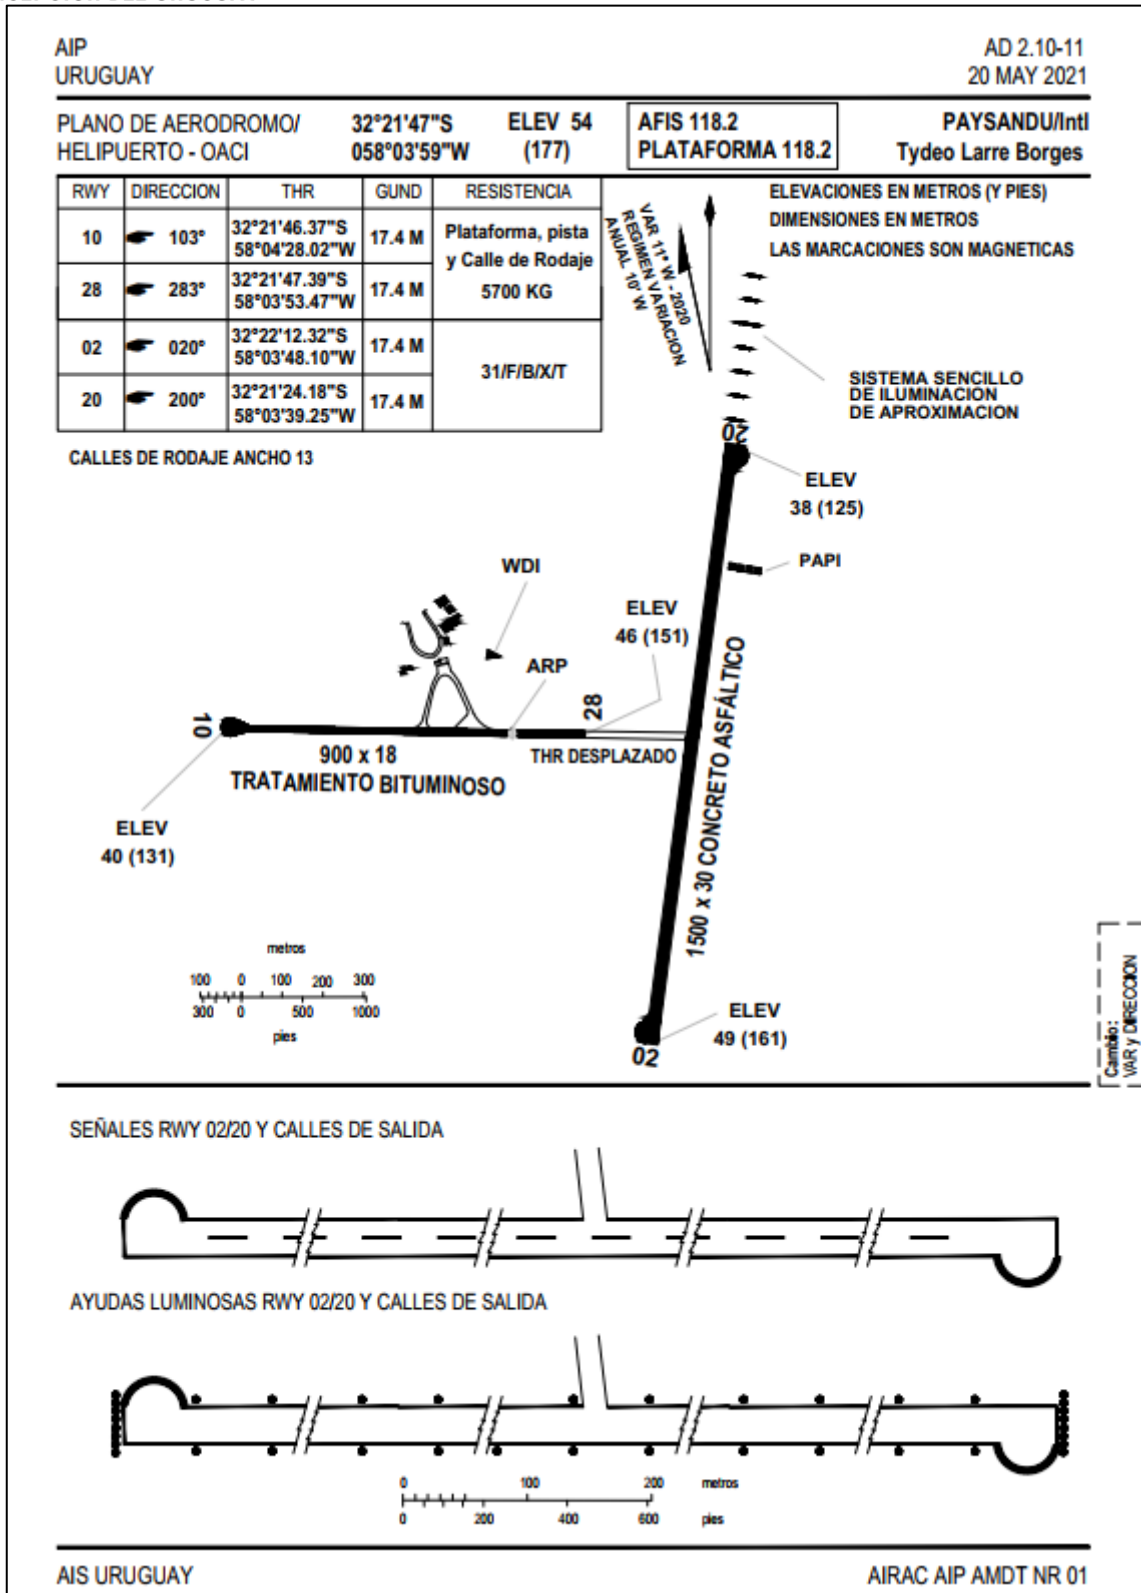 AIP
URUGUAY
AD 2.10-11
20 MAY 2021
PLANO DE AERODROMO/
HELIPUERTO - OACI
32°21'47"S
058°03'59"W
ELEV 54
(177)
AFIS 118.2
PLATAFORMA 118.2
PAYSANDU/Intl
Tydeo Larre Borges
RWY DIRECCION THR GUND RESISTENCIA
10 103° 32°21'46.37"S 58°04'28.02"W 17.4 M
28 283° 32°21'47.39"S 58°03'53.47"W 17.4 M
Plataforma, pista
y Calle de Rodaje
5700 KG
02 020° 32°22'12.32"S 58°03'48.10"W 17.4 M
20 200° 32°21'24.18"S 58°03'39.25"W 17.4 M
31/F/B/X/T
CALLES DE RODAJE ANCHO 13
VAR 11° W - 2020
REGIMEN VARIACION
ANUAL 10' W
ELEVACIONES EN METROS (Y PIES)
DIMENSIONES EN METROS
LAS MARCACIONES SON MAGNETICAS
SISTEMA SENCILLO
DE ILUMINACION
DE APROXIMACION
20
ELEV
38 (125)
PAPI
WDI
ELEV
46 (151)
ARP
28
10
900 x 18
TRATAMIENTO BITUMINOSO
THR DESPLAZADO
1500 x 30 CONCRETO ASFÁLTICO
ELEV
40 (131)
metros
100 0 100 200 300
300 0 500 1000
pies
ELEV
49 (161)
02
Cambio:
VAR y DIRECCION
SEÑALES RWY 02/20 Y CALLES DE SALIDA
AYUDAS LUMINOSAS RWY 02/20 Y CALLES DE SALIDA
0 100 200 metros
0 200 400 600 pies
AIS URUGUAY
AIRAC AIP AMDT NR 01